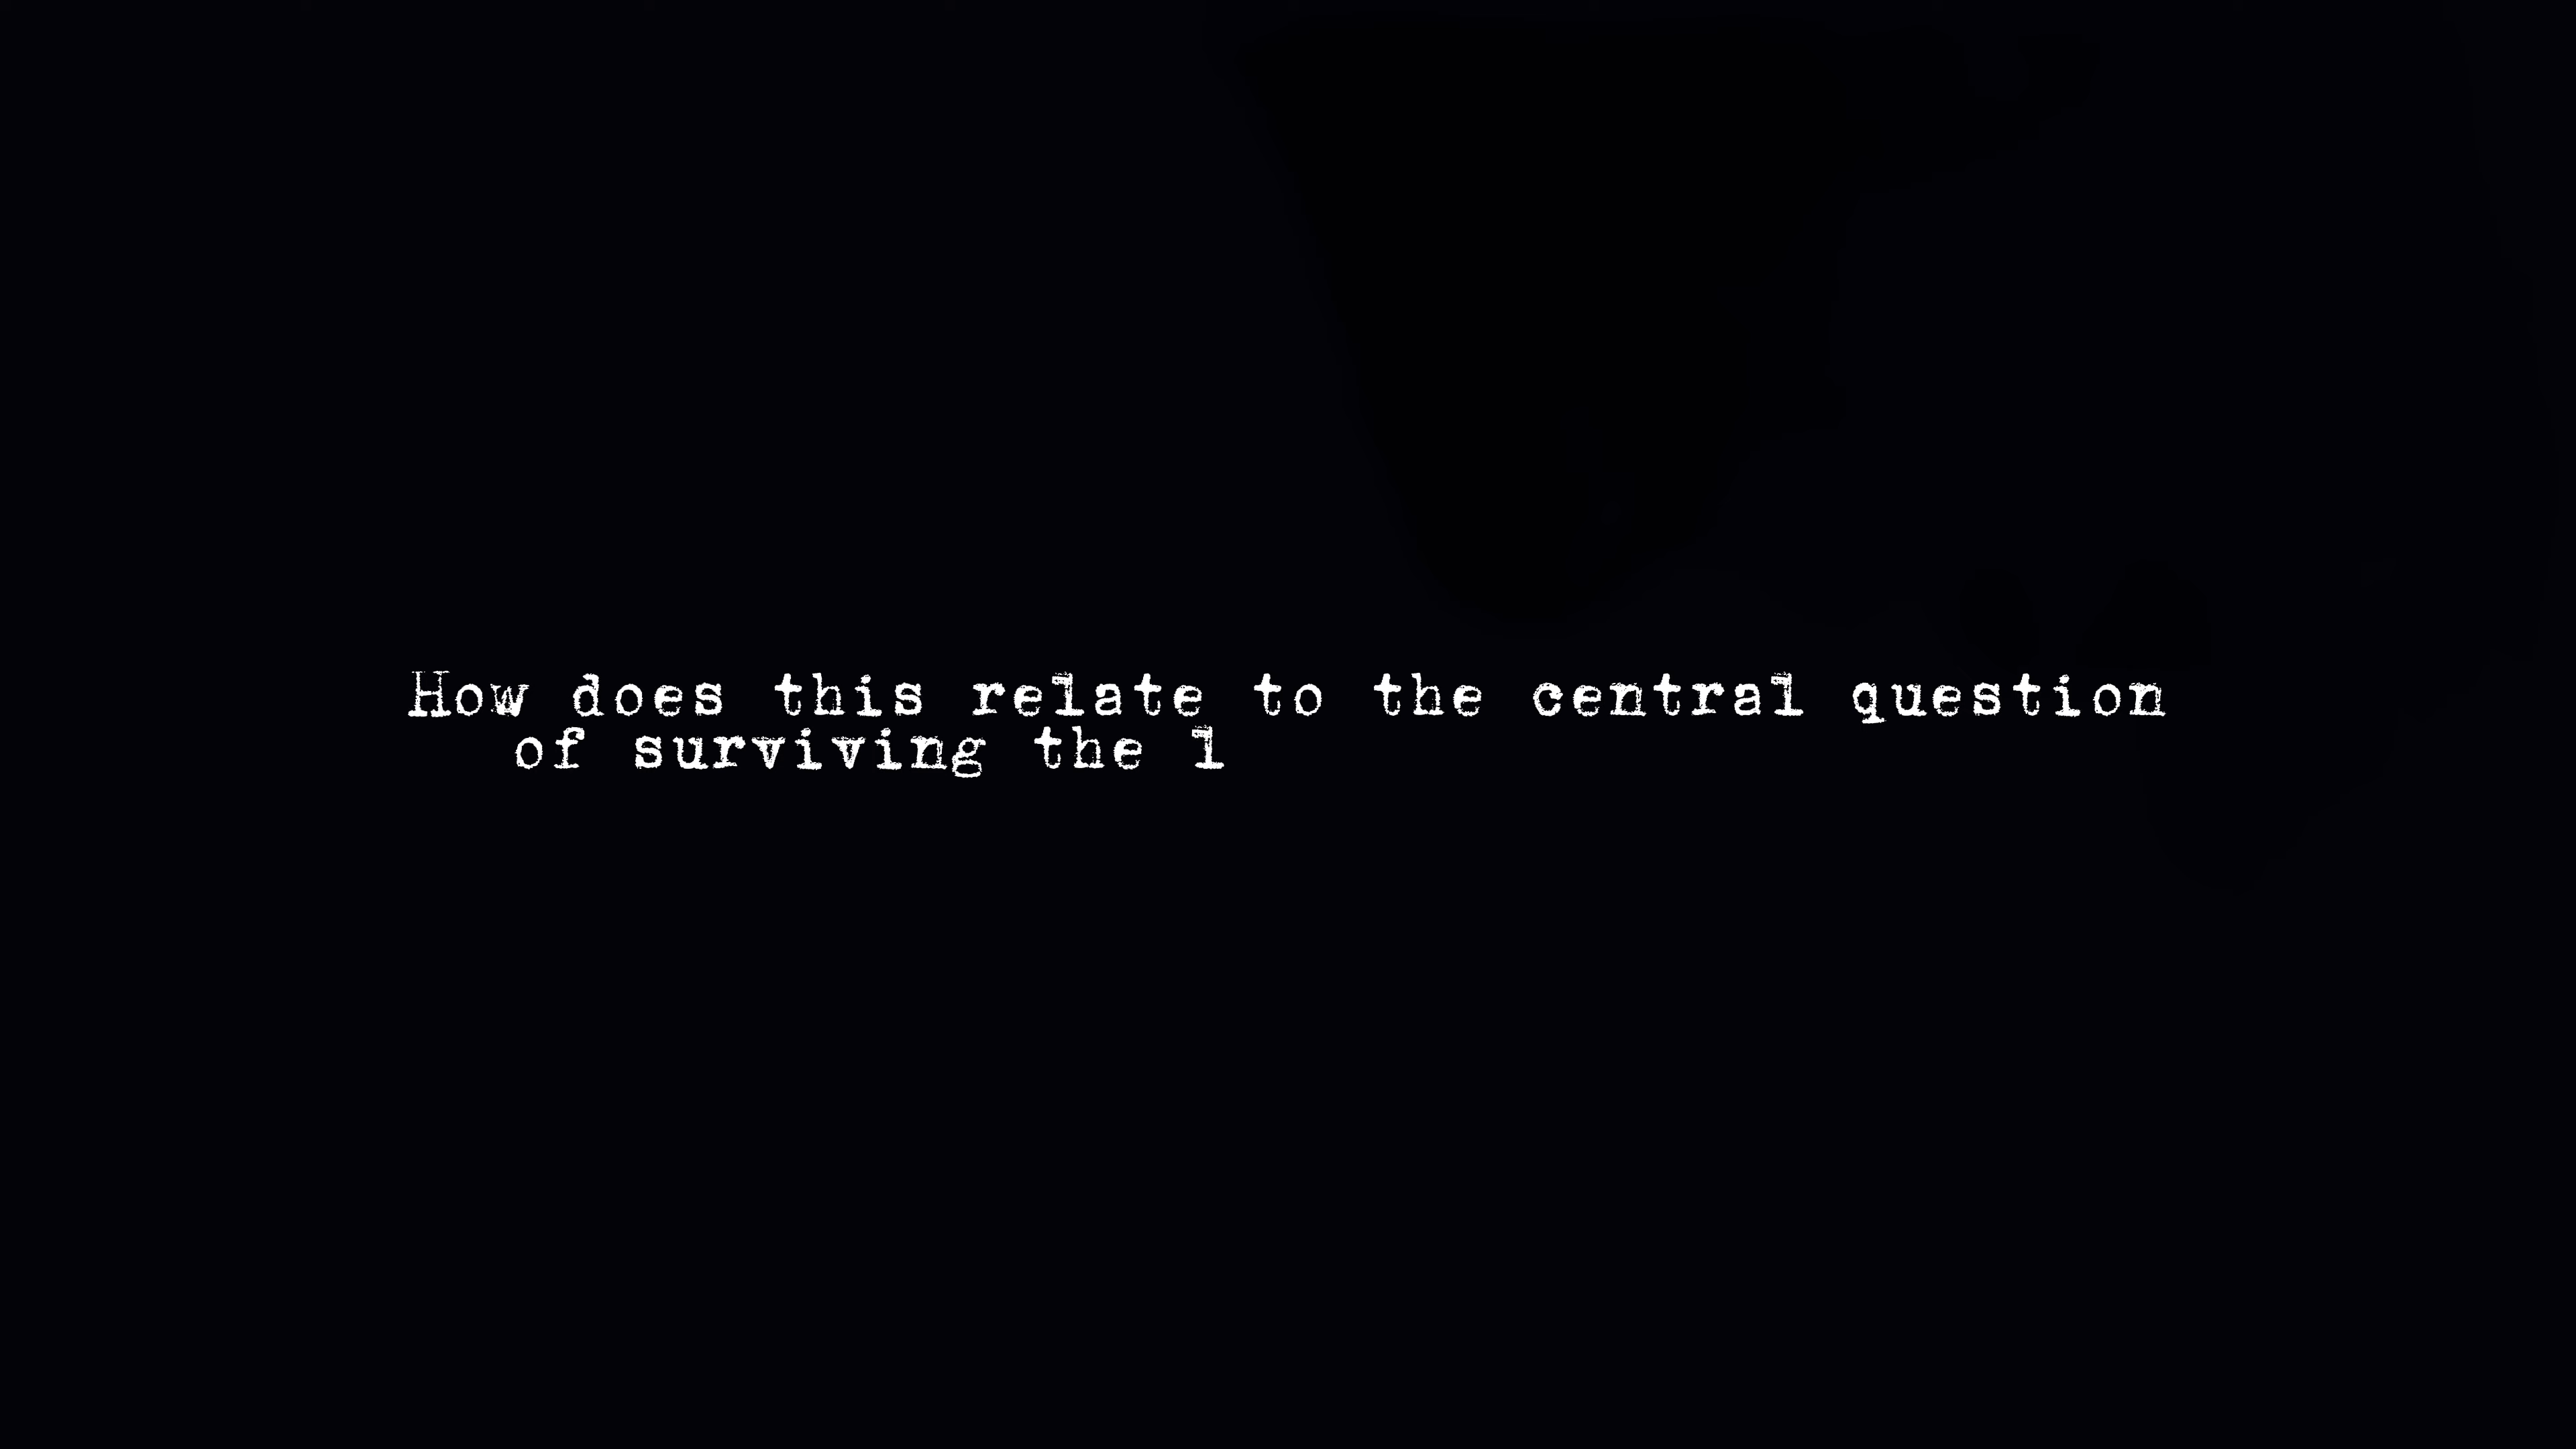 How does this relate to the central question
of surviving the l